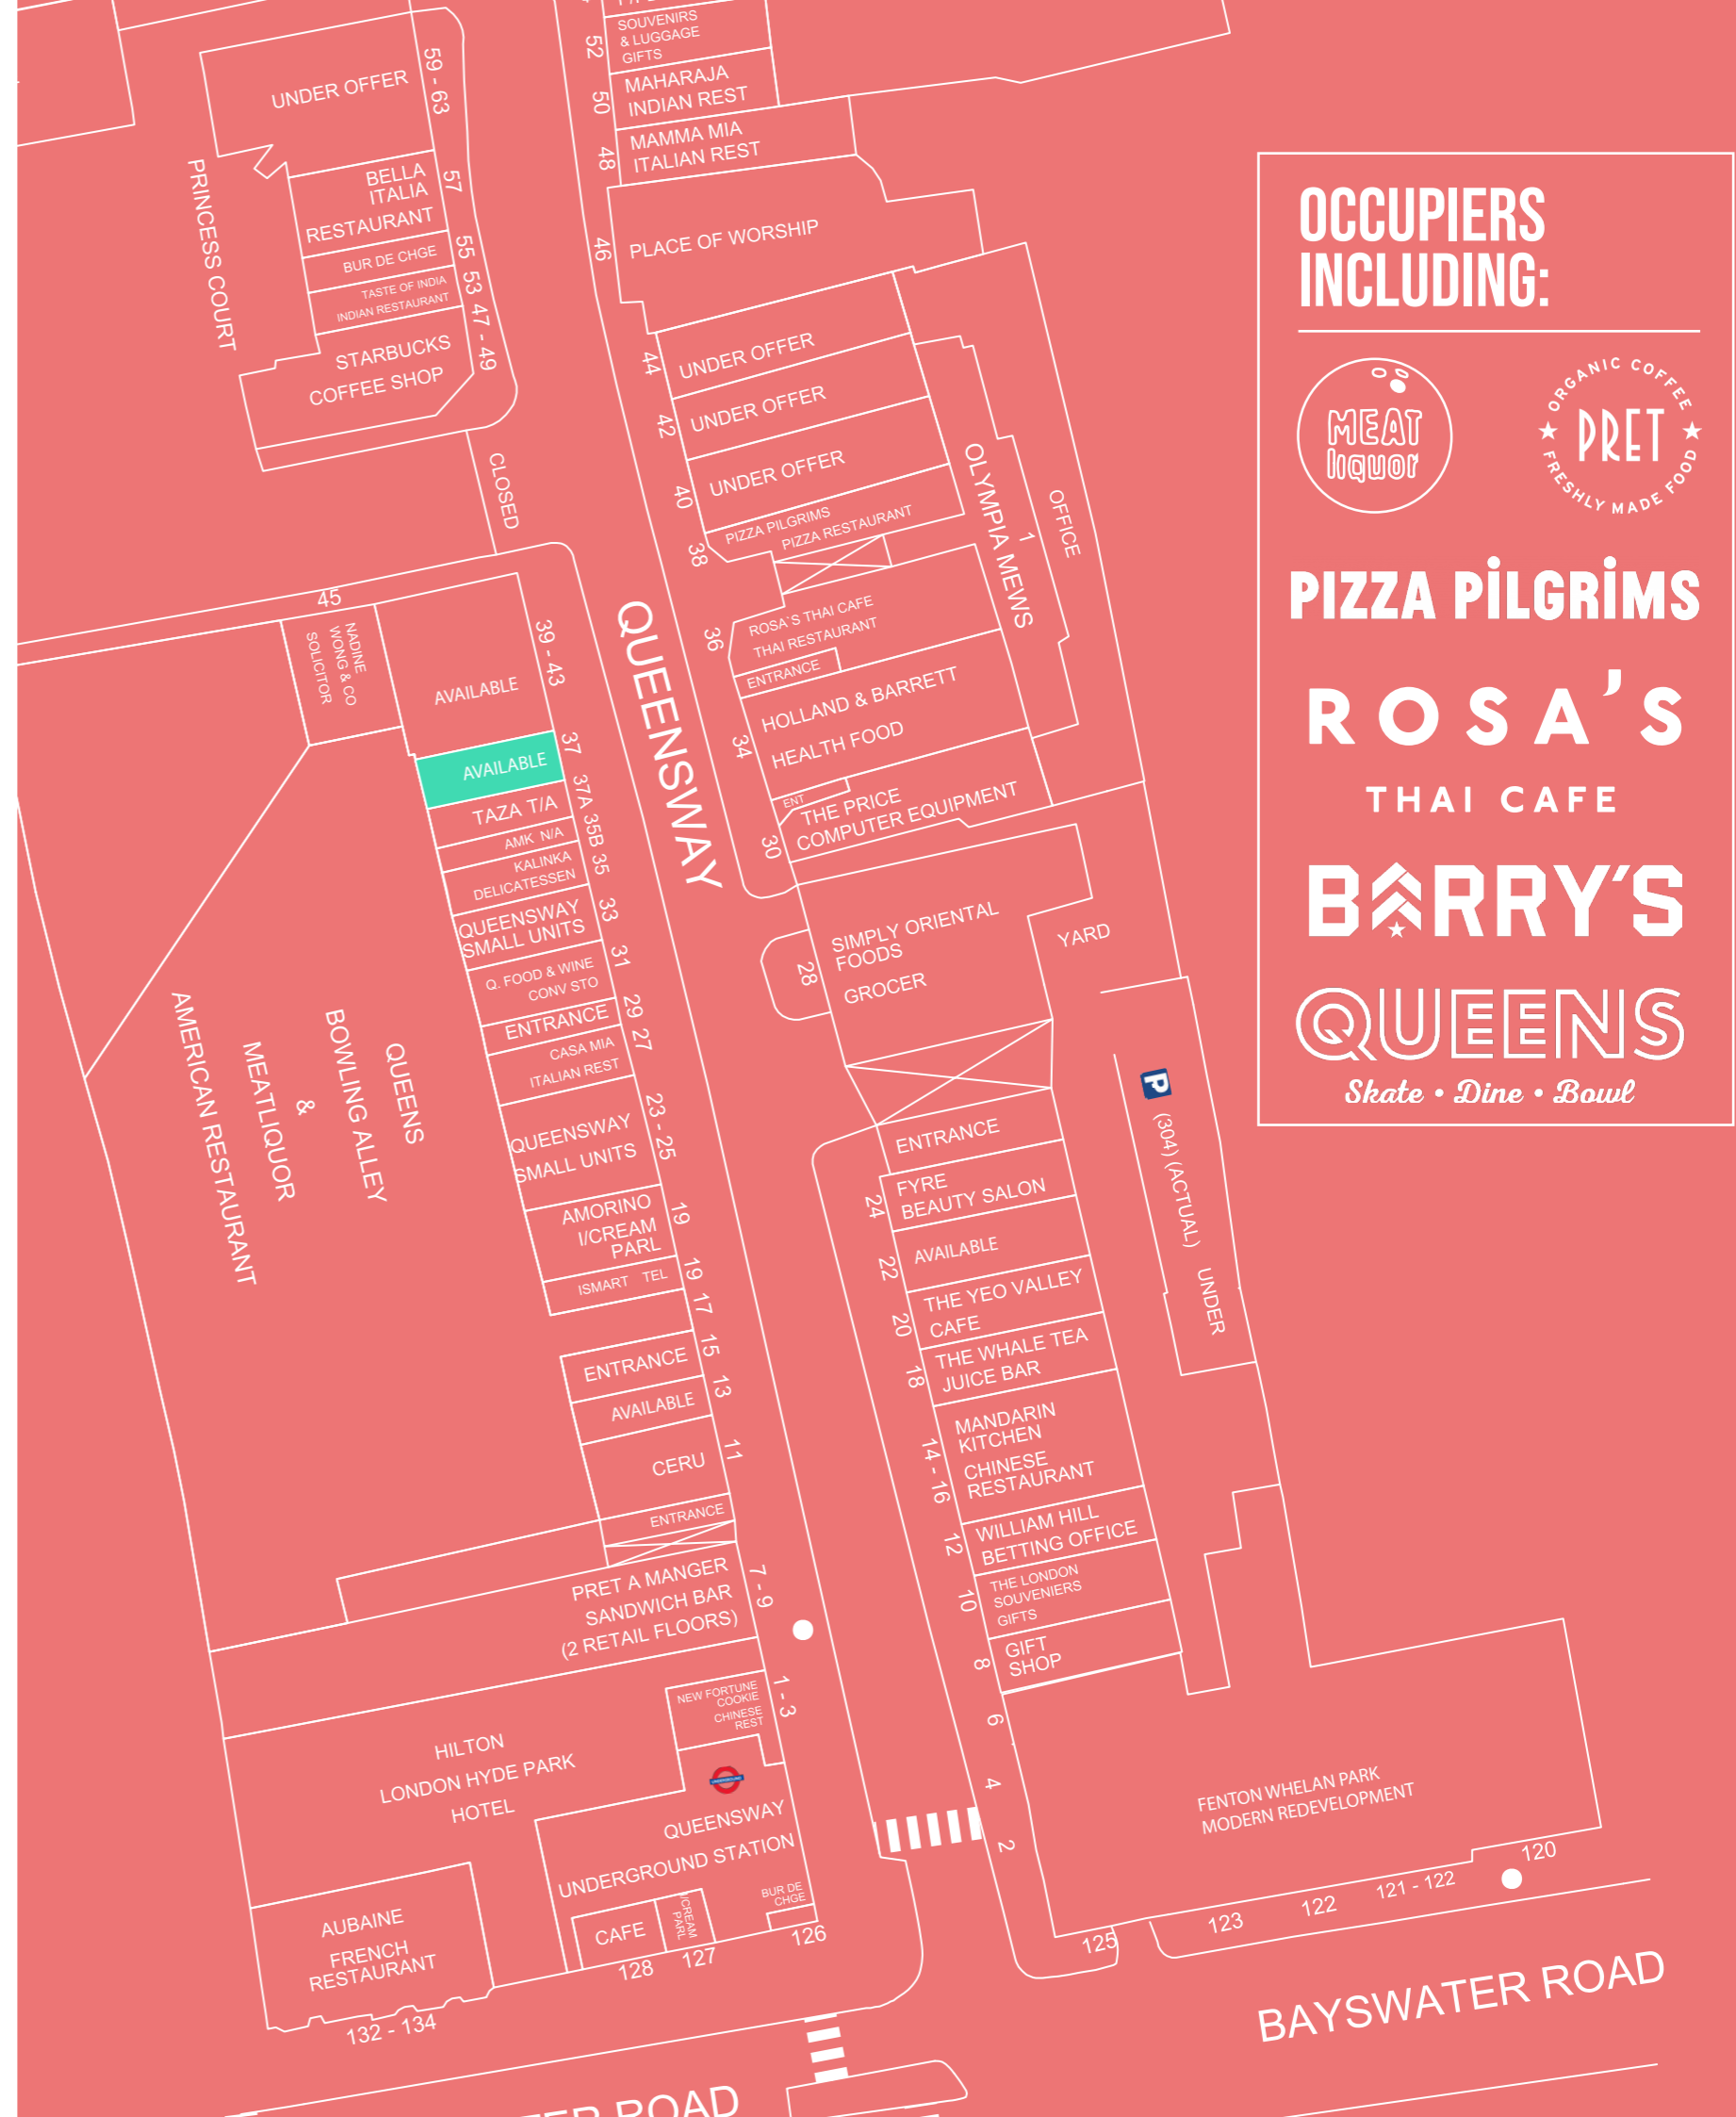 59 - 63
UNDER OFFER
PRINCESS COURT
BELLA
ITALIA
RESTAURANT
57
BUR DE CHGE
55
TASTE OF INDIA
INDIAN RESTAURANT
53
STARBUCKS
COFFEE SHOP
47 - 49
CLOSED
52
SOUVENIRS
& LUGGAGE
GIFTS
50
MAHARAJA
INDIAN REST
48
MAMMA MIA
ITALIAN REST
46
PLACE OF WORSHIP
44
UNDER OFFER
42
UNDER OFFER
40
UNDER OFFER
38
PIZZA PILGRIMS
PIZZA RESTAURANT
OLYMPIA MEWS
1
OFFICE
36
ROSA`S THAI CAFE
THAI RESTAURANT
ENTRANCE
34
HOLLAND & BARRETT
HEALTH FOOD
ENT
30
THE PRICE
COMPUTER EQUIPMENT
QUEENSWAY
45
NADINE
WONG & CO
SOLICITOR
AVAILABLE
39 - 43
AVAILABLE
37
TAZA T/A
37A
AMK N/A
35B
KALINKA
DELICATESSEN
35
QUEENSWAY
SMALL UNITS
33
Q. FOOD & WINE
CONV STO
31
ENTRANCE
29
CASA MIA
ITALIAN REST
27
QUEENSWAY
SMALL UNITS
23 - 25
AMORINO
I/CREAM
PARL
19
ISMART TEL
19
17
ENTRANCE
15
AVAILABLE
13
CERU
11
ENTRANCE
QUEENS
BOWLING ALLEY
&
MEATLIQUOR
AMERICAN RESTAURANT
PRET A MANGER
SANDWICH BAR
(2 RETAIL FLOORS)
7 - 9
NEW FORTUNE
COOKIE
CHINESE
REST
1 - 3
HILTON
LONDON HYDE PARK
HOTEL
UNDERGROUND
QUEENSWAY
UNDERGROUND STATION
AUBAINE
FRENCH
RESTAURANT
132 - 134
CAFE
128
I/CREAM
PARL
127
BUR DE
CHGE
126
28
SIMPLY ORIENTAL
FOODS
GROCER
YARD
P
(304) (ACTUAL) UNDER
ENTRANCE
24
FYRE
BEAUTY SALON
22
AVAILABLE
20
THE YEO VALLEY
CAFE
18
THE WHALE TEA
JUICE BAR
14 - 16
MANDARIN
KITCHEN
CHINESE
RESTAURANT
12
WILLIAM HILL
BETTING OFFICE
10
THE LONDON
SOUVENIERS
GIFTS
8
GIFT
SHOP
6
4
2
FENTON WHELAN PARK
MODERN REDEVELOPMENT
125
123
122
121 - 122
120
BAYSWATER ROAD
ER ROAD
OCCUPIERS
INCLUDING:
MEAT
liquor
ORGANIC COFFEE
PRET
FRESHLY MADE FOOD
PIZZA PiLGRiMS
ROSA'S
THAI CAFE
BARRY'S
QUEENS
Skate • Dine • Bowl